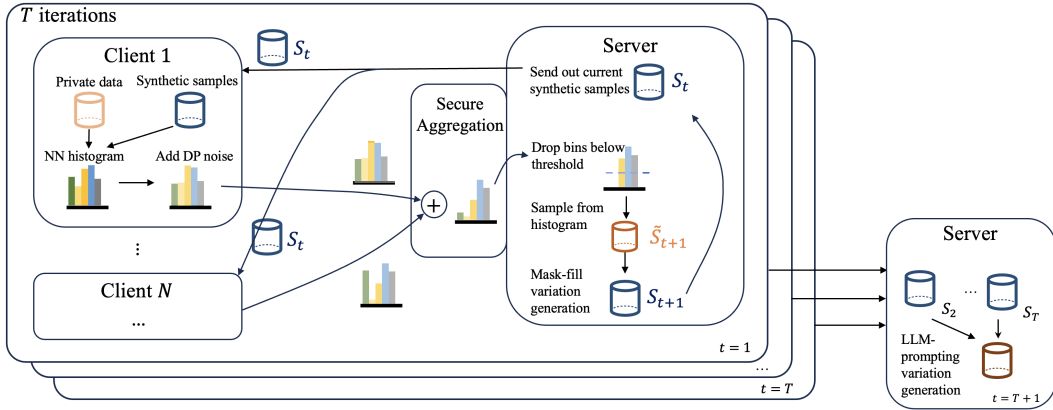 T iterations
Client 1
Private data
Synthetic samples
NN histogram
Add DP noise
⋮
Client N
...
S_t
S_t
Secure
Aggregation
+
Server
Send out current
synthetic samples
S_t
Drop bins below
threshold
Sample from
histogram
S̃_{t+1}
Mask-fill
variation
generation
S_{t+1}
t = 1
...
t = T
Server
...
S_2
S_T
LLM-
prompting
variation
generation
t = T + 1